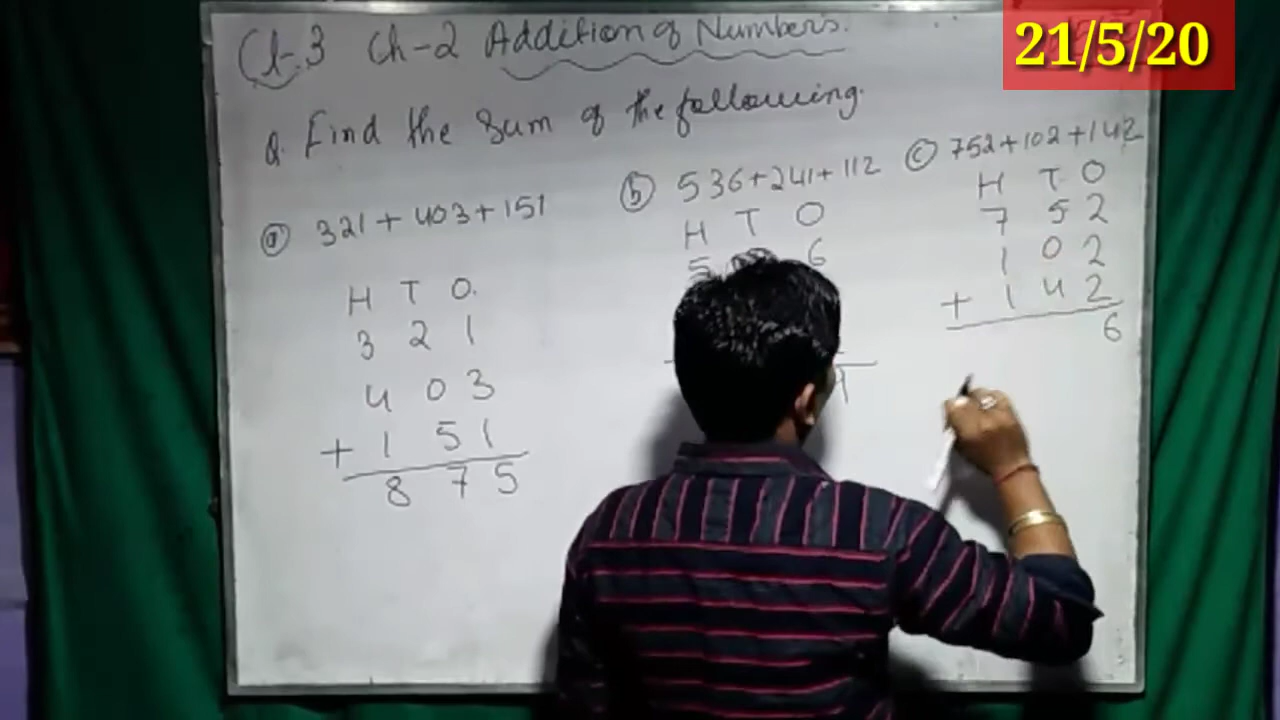 21/5/20
Cl-3 Ch-2 Addition of Numbers.
Q. Find the Sum of the following.
(a) 321+403+151
H T O.
3 2 1
4 0 3
+ 1 5 1
8 7 5
(b) 536+241+112
H T O
5 6
(c) 752+102+142
H T O
7 5 2
1 0 2
+ 1 4 2
6